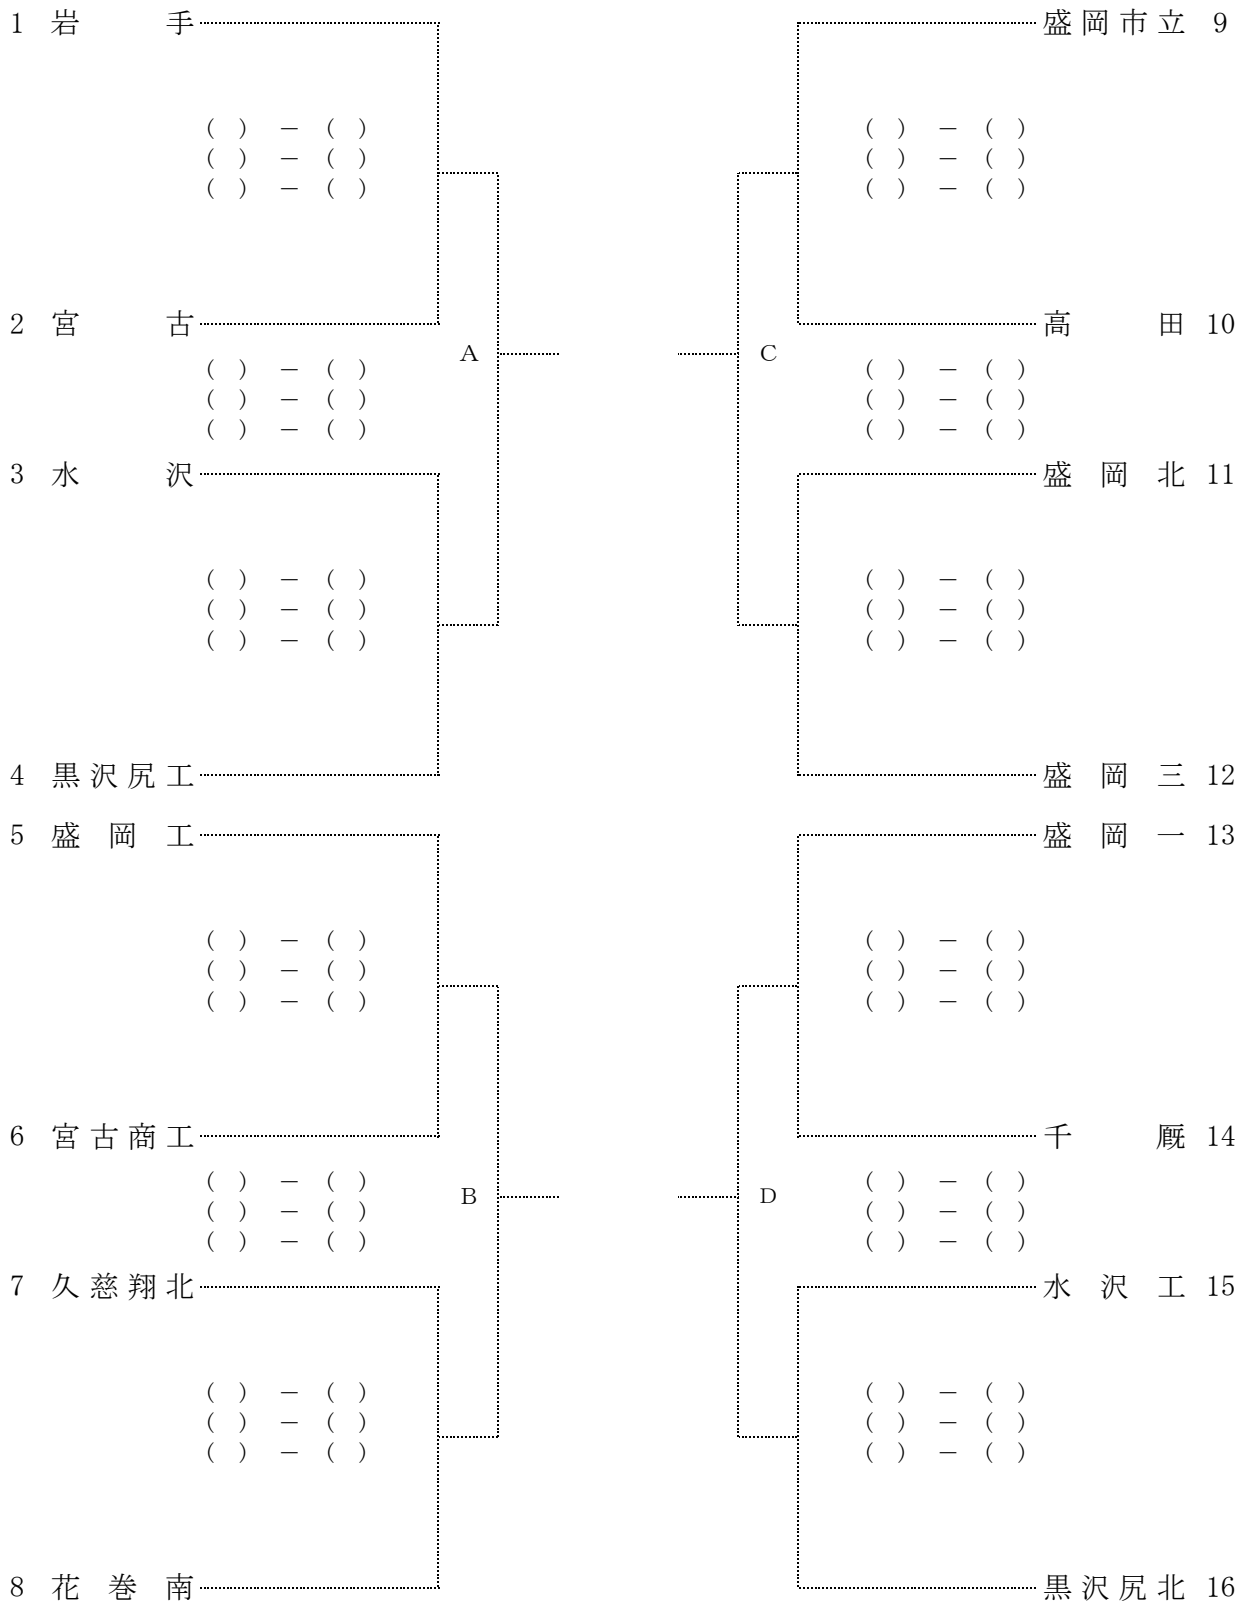 1 岩手 盛岡市立 9
( ) － ( ) ( ) － ( )
( ) － ( ) ( ) － ( )
( ) － ( ) ( ) － ( )
2 宮古 高田 10
A C
( ) － ( ) ( ) － ( )
( ) － ( ) ( ) － ( )
( ) － ( ) ( ) － ( )
3 水沢 盛岡北 11
( ) － ( ) ( ) － ( )
( ) － ( ) ( ) － ( )
( ) － ( ) ( ) － ( )
4 黒沢尻工 盛岡三 12
5 盛岡工 盛岡一 13
( ) － ( ) ( ) － ( )
( ) － ( ) ( ) － ( )
( ) － ( ) ( ) － ( )
6 宮古商工 千厩 14
( ) － ( ) ( ) － ( )
B D
( ) － ( ) ( ) － ( )
( ) － ( ) ( ) － ( )
7 久慈翔北 水沢工 15
( ) － ( ) ( ) － ( )
( ) － ( ) ( ) － ( )
( ) － ( ) ( ) － ( )
8 花巻南 黒沢尻北 16